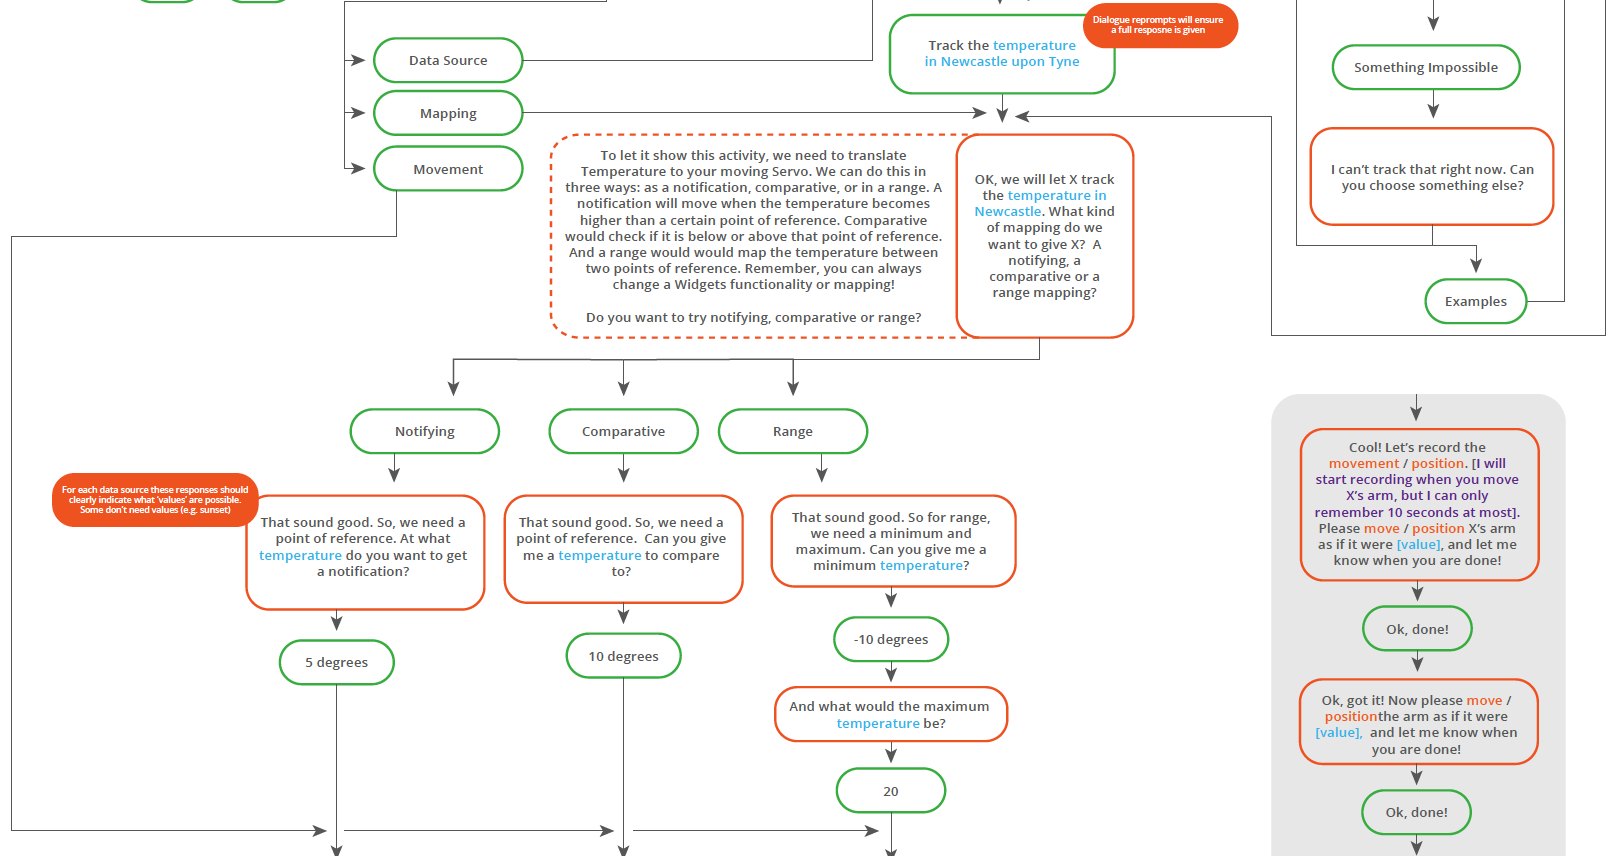 Dialogue reprompts will ensure
a full resposne is given
Track the temperature
in Newcastle upon Tyne
Data Source
Mapping
Movement
Something Impossible
I can't track that right now. Can
you choose something else?
Examples
To let it show this activity, we need to translate
Temperature to your moving Servo. We can do this in
three ways: as a notification, comparative, or in a range. A
notification will move when the temperature becomes
higher than a certain point of reference. Comparative
would check if it is below or above that point of reference.
And a range would would map the temperature between
two points of reference. Remember, you can always
change a Widgets functionality or mapping!
Do you want to try notifying, comparative or range?
OK, we will let X track
the temperature in
Newcastle. What kind
of mapping do we
want to give X? A
notifying, a
comparative or a
range mapping?
Notifying
Comparative
Range
For each data source these responses should
clearly indicate what 'values' are possible.
Some don't need values (e.g. sunset)
That sound good. So, we need a
point of reference. At what
temperature do you want to get
a notification?
That sound good. So, we need a
point of reference. Can you give
me a temperature to compare
to?
That sound good. So for range,
we need a minimum and
maximum. Can you give me a
minimum temperature?
5 degrees
10 degrees
-10 degrees
And what would the maximum
temperature be?
20
Cool! Let's record the
movement / position. [I will
start recording when you move
X's arm, but I can only
remember 10 seconds at most].
Please move / position X's arm
as if it were [value], and let me
know when you are done!
Ok, done!
Ok, got it! Now please move /
positionthe arm as if it were
[value], and let me know when
you are done!
Ok, done!